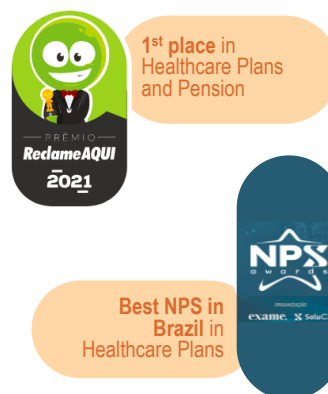 1st place in
Healthcare Plans
and Pension
PRÊMIO
ReclameAQUI
2021
NPS
awards
ORGANIZAÇÃO
exame. X
Best NPS in
Brazil in
Healthcare Plans